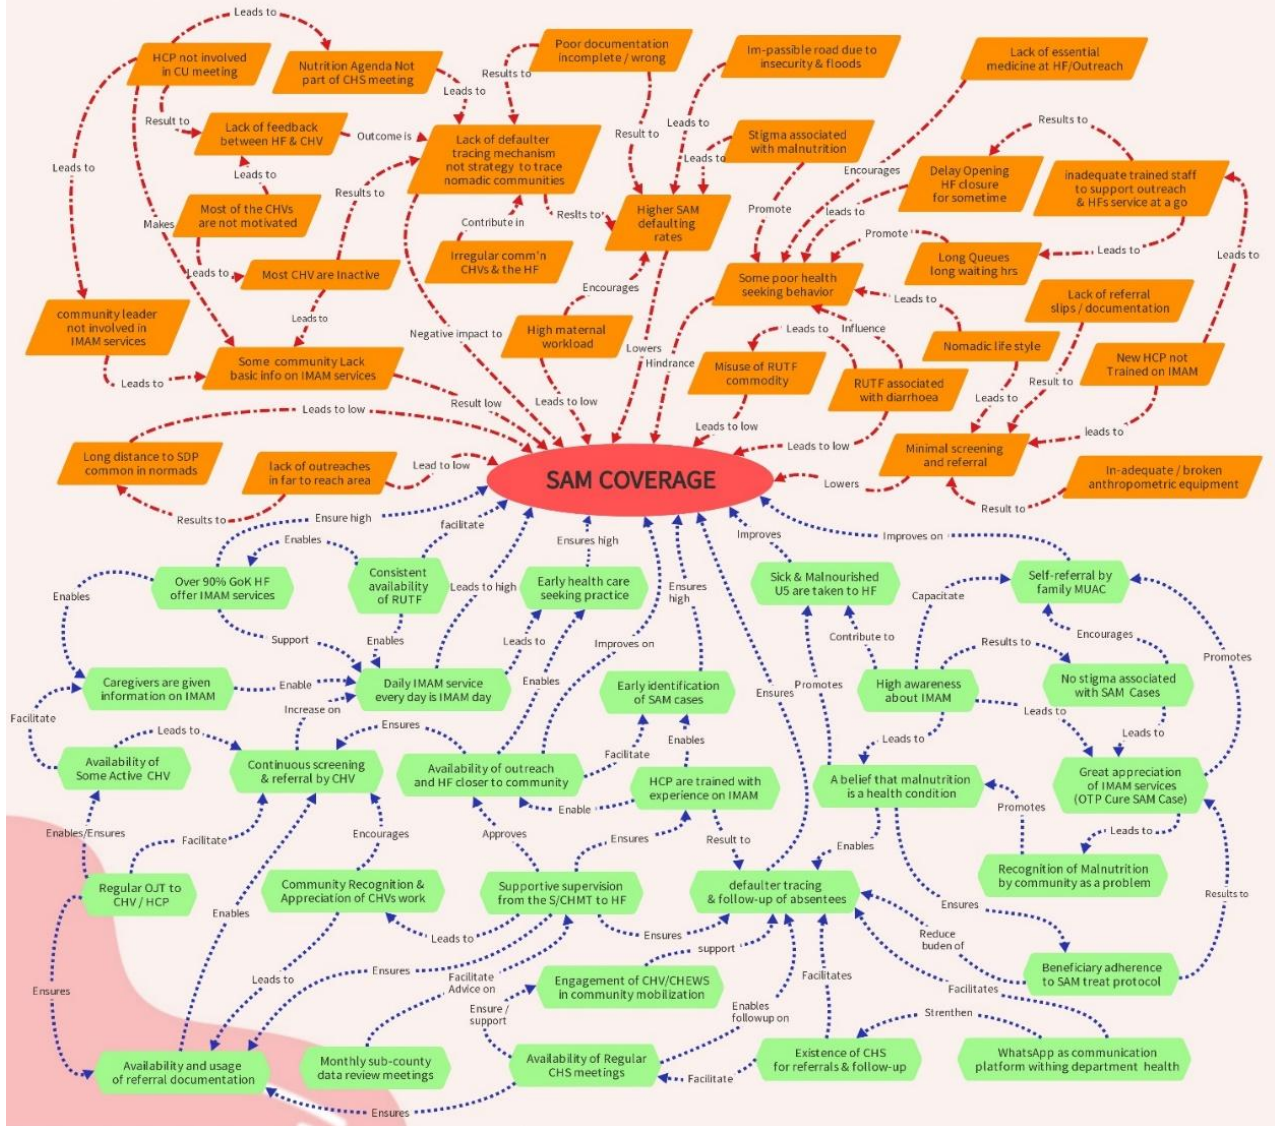 Leads to
HCP not involved
in CU meeting
Nutrition Agenda Not
part of CHS meeting
Poor documentation
incomplete / wrong
Im-passible road due to
insecurity & floods
Lack of essential
medicine at HF/Outreach
Results to
Leads to
Result to
Lack of feedback
between HF & CHV
Outcome is
Lack of defaulter
tracing mechanism
not strategy to trace
nomadic communities
Result to
Leads to
Stigma associated
with malnutrition
Leads to
Results to
Leads to
Leads to
Results to
Encourages
Delay Opening
HF closure
for sometime
inadequate trained staff
to support outreach
& HFs service at a go
Most of the CHVs
are not motivated
Makes
Contribute in
Reslts to
Higher SAM
defaulting
rates
Promote
leads to
Promote
Leads to
Leads to
Leads to
Most CHV are Inactive
Irregular comm'n
CHVs & the HF
Encourages
Some poor health
seeking behavior
Long Queues
long waiting hrs
Lack of referral
slips / documentation
community leader
not involved in
IMAM services
Leads to
Negative impact to
High maternal
workload
Leads to
Influence
Leads to
Nomadic life style
New HCP not
Trained on IMAM
Some community Lack
basic info on IMAM services
Lowers
Hindrance
Misuse of RUTF
commodity
RUTF associated
with diarrhoea
Result to
Leads to
Leads to
Leads to low
Result low
Leads to low
Leads to low
Leads to low
leads to
Long distance to SDP
common in normads
lack of outreaches
in far to reach area
Lead to low
SAM COVERAGE
Minimal screening
and referral
In-adequate / broken
anthropometric equipment
Lowers
Results to
Result to
Ensure high
facilitate
Enables
Ensures high
Improves
Improves on
Over 90% GoK HF
offer IMAM services
Consistent
availability
of RUTF
Leads to high
Early health care
seeking practice
Ensures
high
Sick & Malnourished
U5 are taken to HF
Self-referral by
family MUAC
Enables
Capacitate
Support
Enables
Leads to
Improves on
Contribute to
Results to
Encourages
Caregivers are given
information on IMAM
Enable
Daily IMAM service
every day is IMAM day
Enables
Early identification
of SAM cases
Ensures
Promotes
High awareness
about IMAM
No stigma associated
with SAM Cases
Promotes
Facilitate
Increase on
Leads to
Ensures
Leads to
Leads to
Leads to
Availability of
Some Active CHV
Continuous screening
& referral by CHV
Availability of outreach
and HF closer to community
Facilitate
Enables
HCP are trained with
experience on IMAM
A belief that malnutrition
is a health condition
Great appreciation
of IMAM services
(OTP Cure SAM Case)
Enable
Promotes
Enables/Ensures
Facilitate
Encourages
Approves
Ensures
Result to
Enables
Leads to
Regular OJT to
CHV / HCP
Community Recognition &
Appreciation of CHVs work
Supportive supervision
from the S/CHMT to HF
defaulter tracing
& follow-up of absentees
Recognition of Malnutrition
by community as a problem
Enables
Ensures
Results to
Leads to
Ensures
Reduce
buden of
support
Leads to
Ensures
Facilitate
Advice on
Engagement of CHV/CHEWS
in community mobilization
Facilitates
Beneficiary adherence
to SAM treat protocol
Facilitates
Ensures
Ensure /
support
Enables
followup on
Strenthen
Availability and usage
of referral documentation
Monthly sub-county
data review meetings
Availability of Regular
CHS meetings
Existence of CHS
for referrals & follow-up
WhatsApp as communication
platform withing department health
Facilitate
Ensures